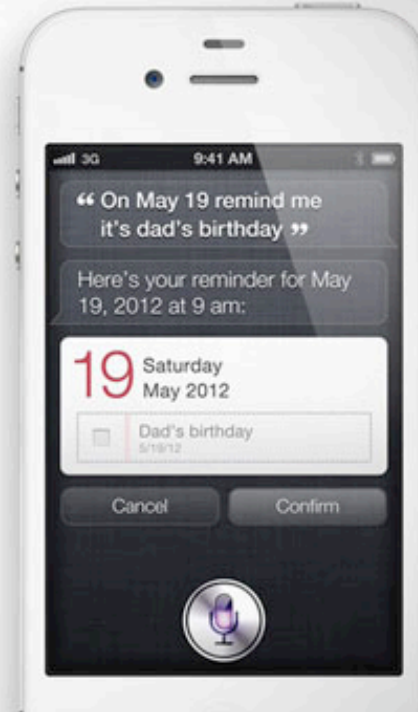 3G 9:41 AM
“ On May 19 remind me
it's dad's birthday ”
Here's your reminder for May
19, 2012 at 9 am:
19 Saturday
May 2012
Dad's birthday
5/19/12
Cancel Confirm